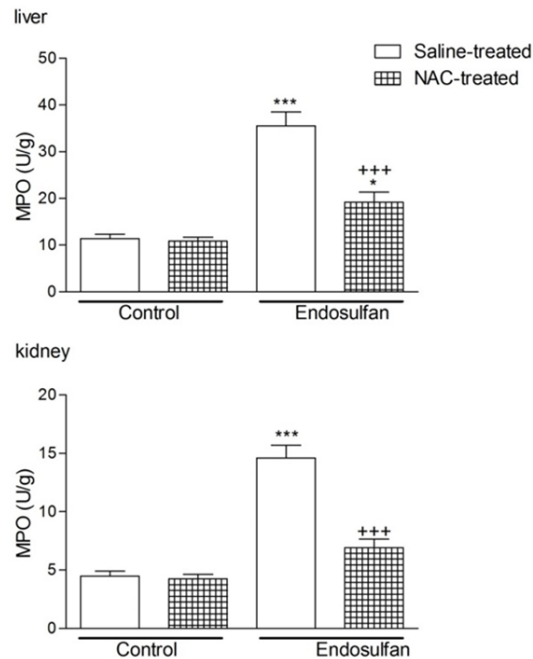 liver
Saline-treated
NAC-treated
MPO (U/g)
50
40
30
20
10
0
***
+++
*
Control
Endosulfan
kidney
MPO (U/g)
20
15
10
5
0
***
+++
Control
Endosulfan